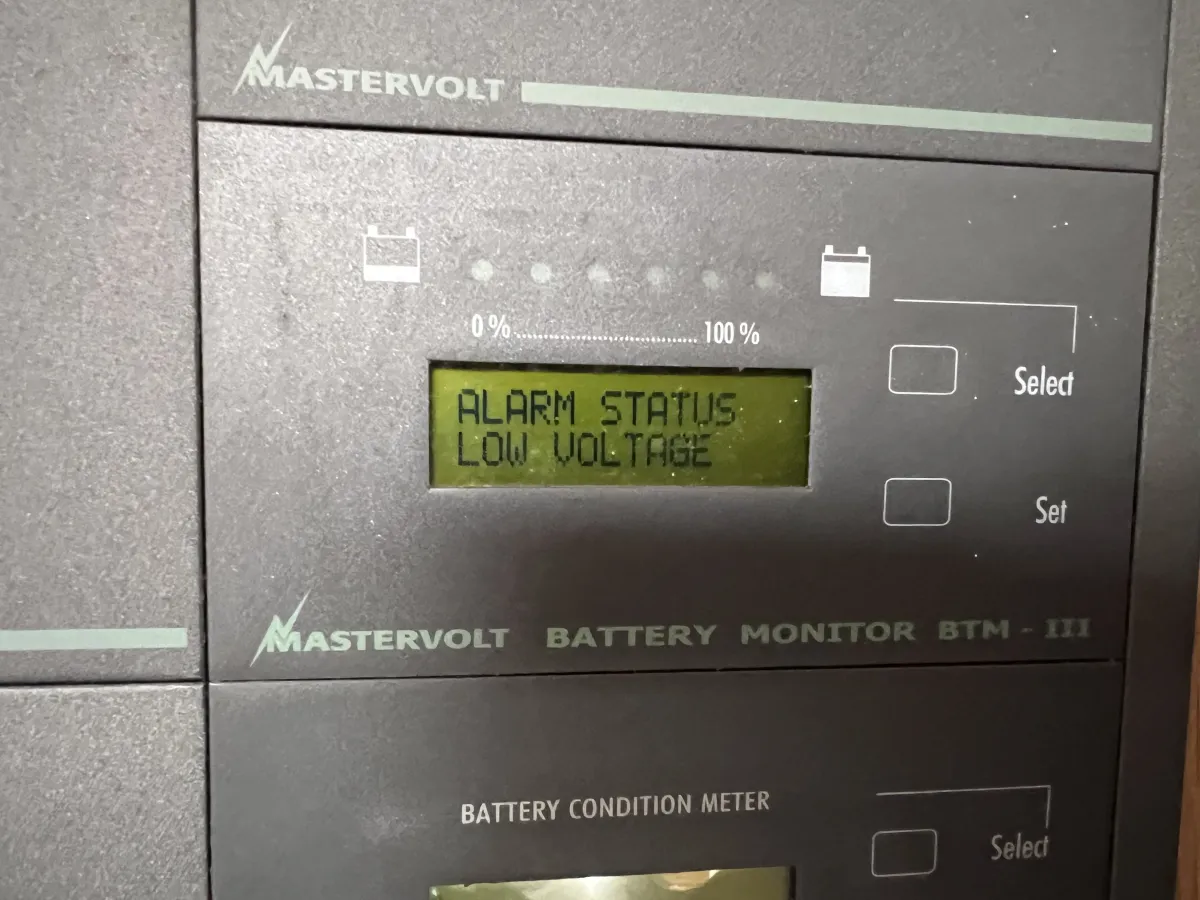 MASTERVOLT
0 % 100 %
ALARM STATUS
LOW VOLTAGE
Select
Set
MASTERVOLT BATTERY MONITOR BTM - III
BATTERY CONDITION METER
Select